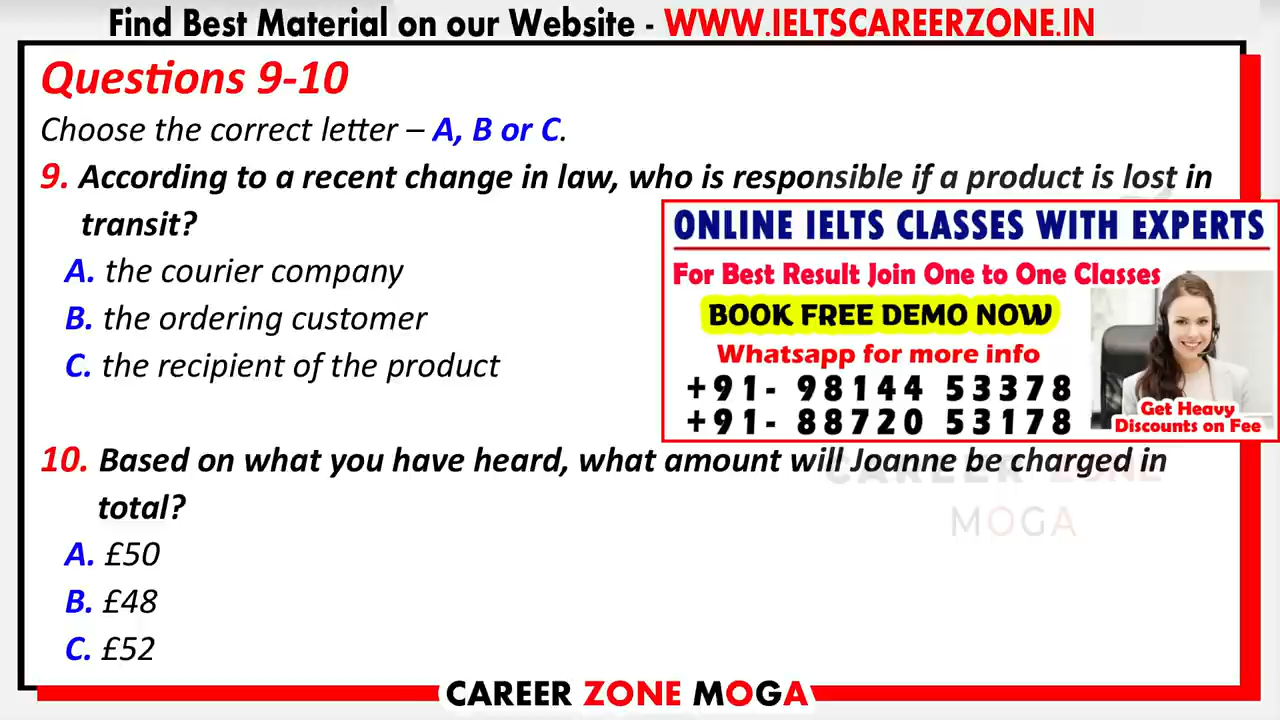 Find Best Material on our Website - WWW.IELTSCAREERZONE.IN
Questions 9-10
Choose the correct letter – A, B or C.
9. According to a recent change in law, who is responsible if a product is lost in
transit?
A. the courier company
B. the ordering customer
C. the recipient of the product
ONLINE IELTS CLASSES WITH EXPERTS
For Best Result Join One to One Classes
BOOK FREE DEMO NOW
Whatsapp for more info
+91- 98144 53378
+91- 88720 53178
Get Heavy
Discounts on Fee
10. Based on what you have heard, what amount will Joanne be charged in
total?
CAREER ZONE
MOGA
A. £50
B. £48
C. £52
CAREER ZONE MOGA